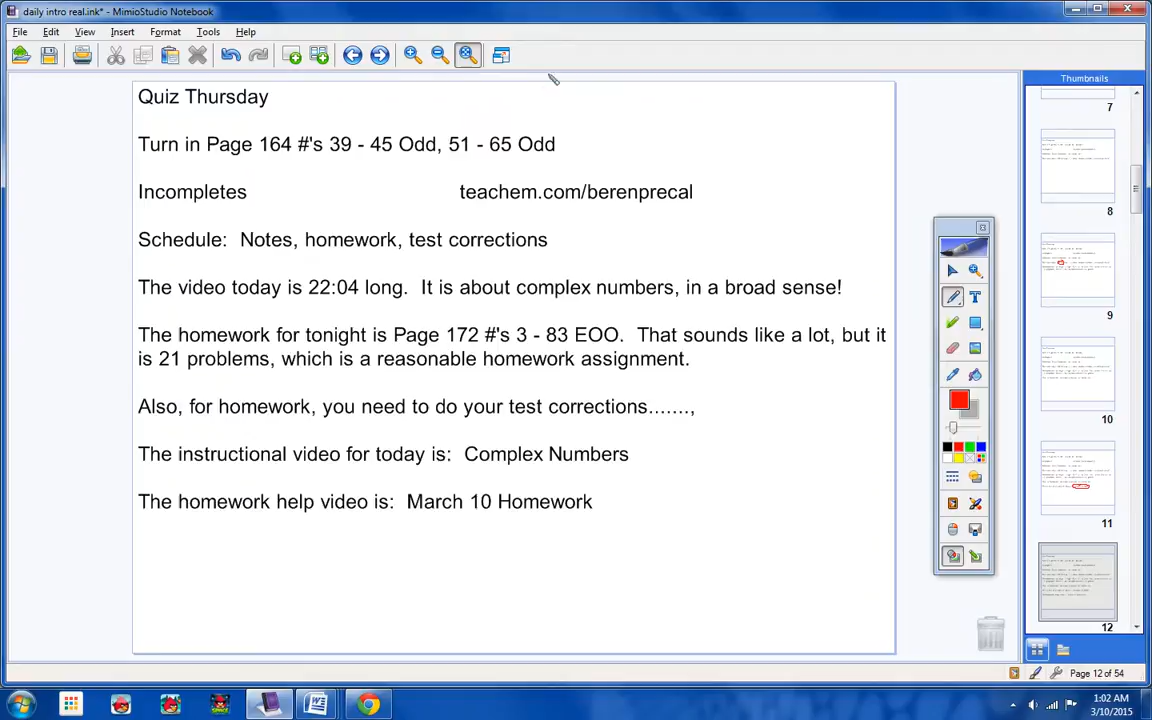 daily intro real.ink* - MimioStudio Notebook
File Edit View Insert Format Tools Help
Quiz Thursday
Turn in Page 164 #'s 39 - 45 Odd, 51 - 65 Odd
Incompletes teachem.com/berenprecal
Schedule: Notes, homework, test corrections
The video today is 22:04 long. It is about complex numbers, in a broad sense!
The homework for tonight is Page 172 #'s 3 - 83 EOO. That sounds like a lot, but it
is 21 problems, which is a reasonable homework assignment.
Also, for homework, you need to do your test corrections.......,
The instructional video for today is: Complex Numbers
The homework help video is: March 10 Homework
Thumbnails
7
8
9
10
11
12
Page 12 of 54
1:02 AM
3/10/2015